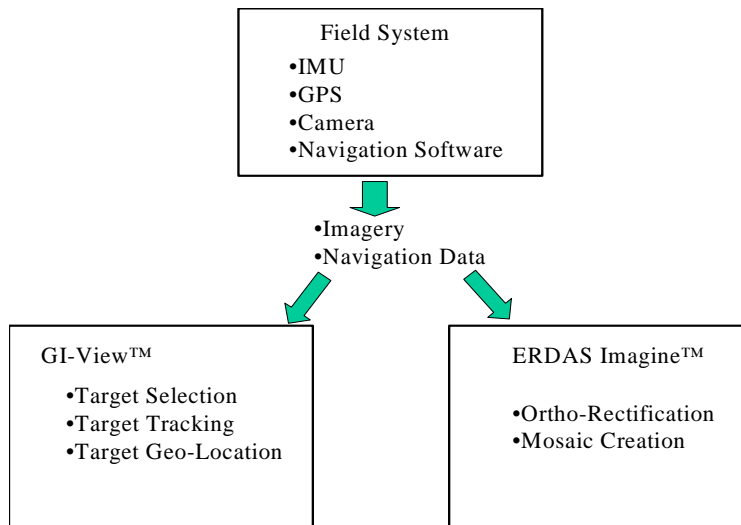 Field System
•IMU
•GPS
•Camera
•Navigation Software
•Imagery
•Navigation Data
GI-View™
•Target Selection
•Target Tracking
•Target Geo-Location
ERDAS Imagine™
•Ortho-Rectification
•Mosaic Creation